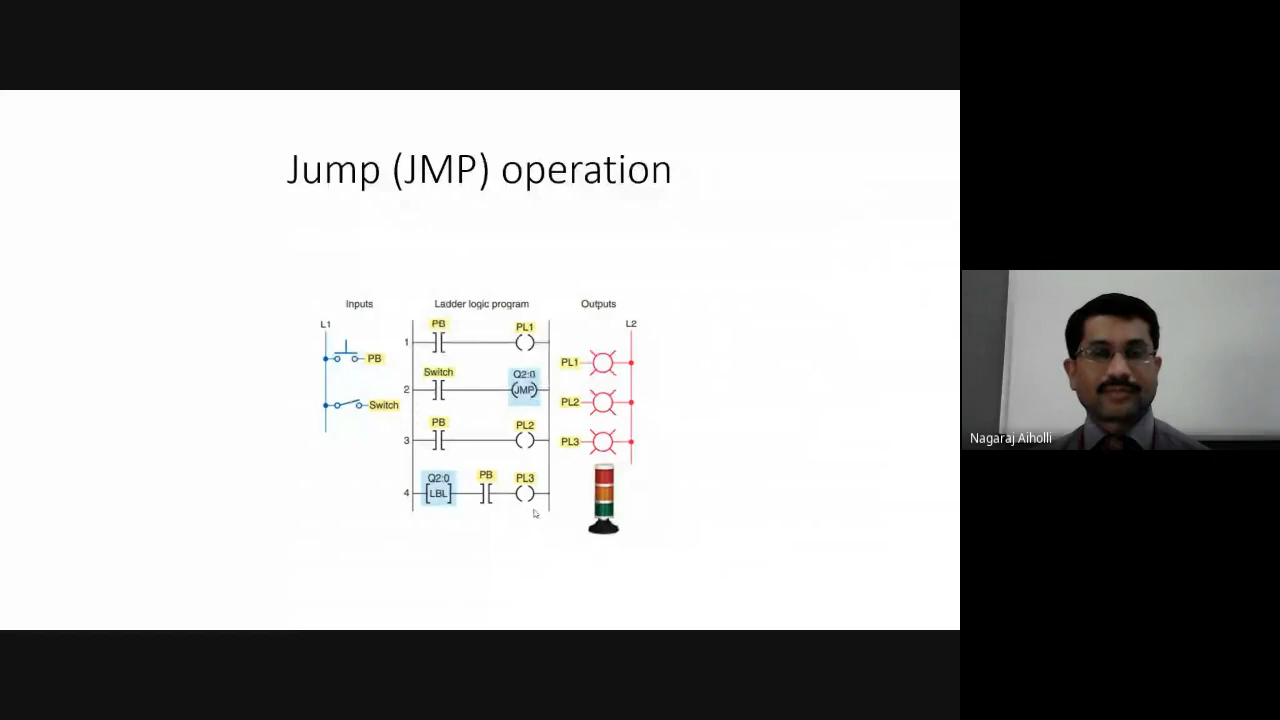 Jump (JMP) operation
Inputs
Ladder logic program
Outputs
L1
L2
PB
Switch
1
PB
PL1
2
Switch
Q2:0
JMP
3
PB
PL2
4
Q2:0
LBL
PB
PL3
PL1
PL2
PL3
Nagaraj Aiholli